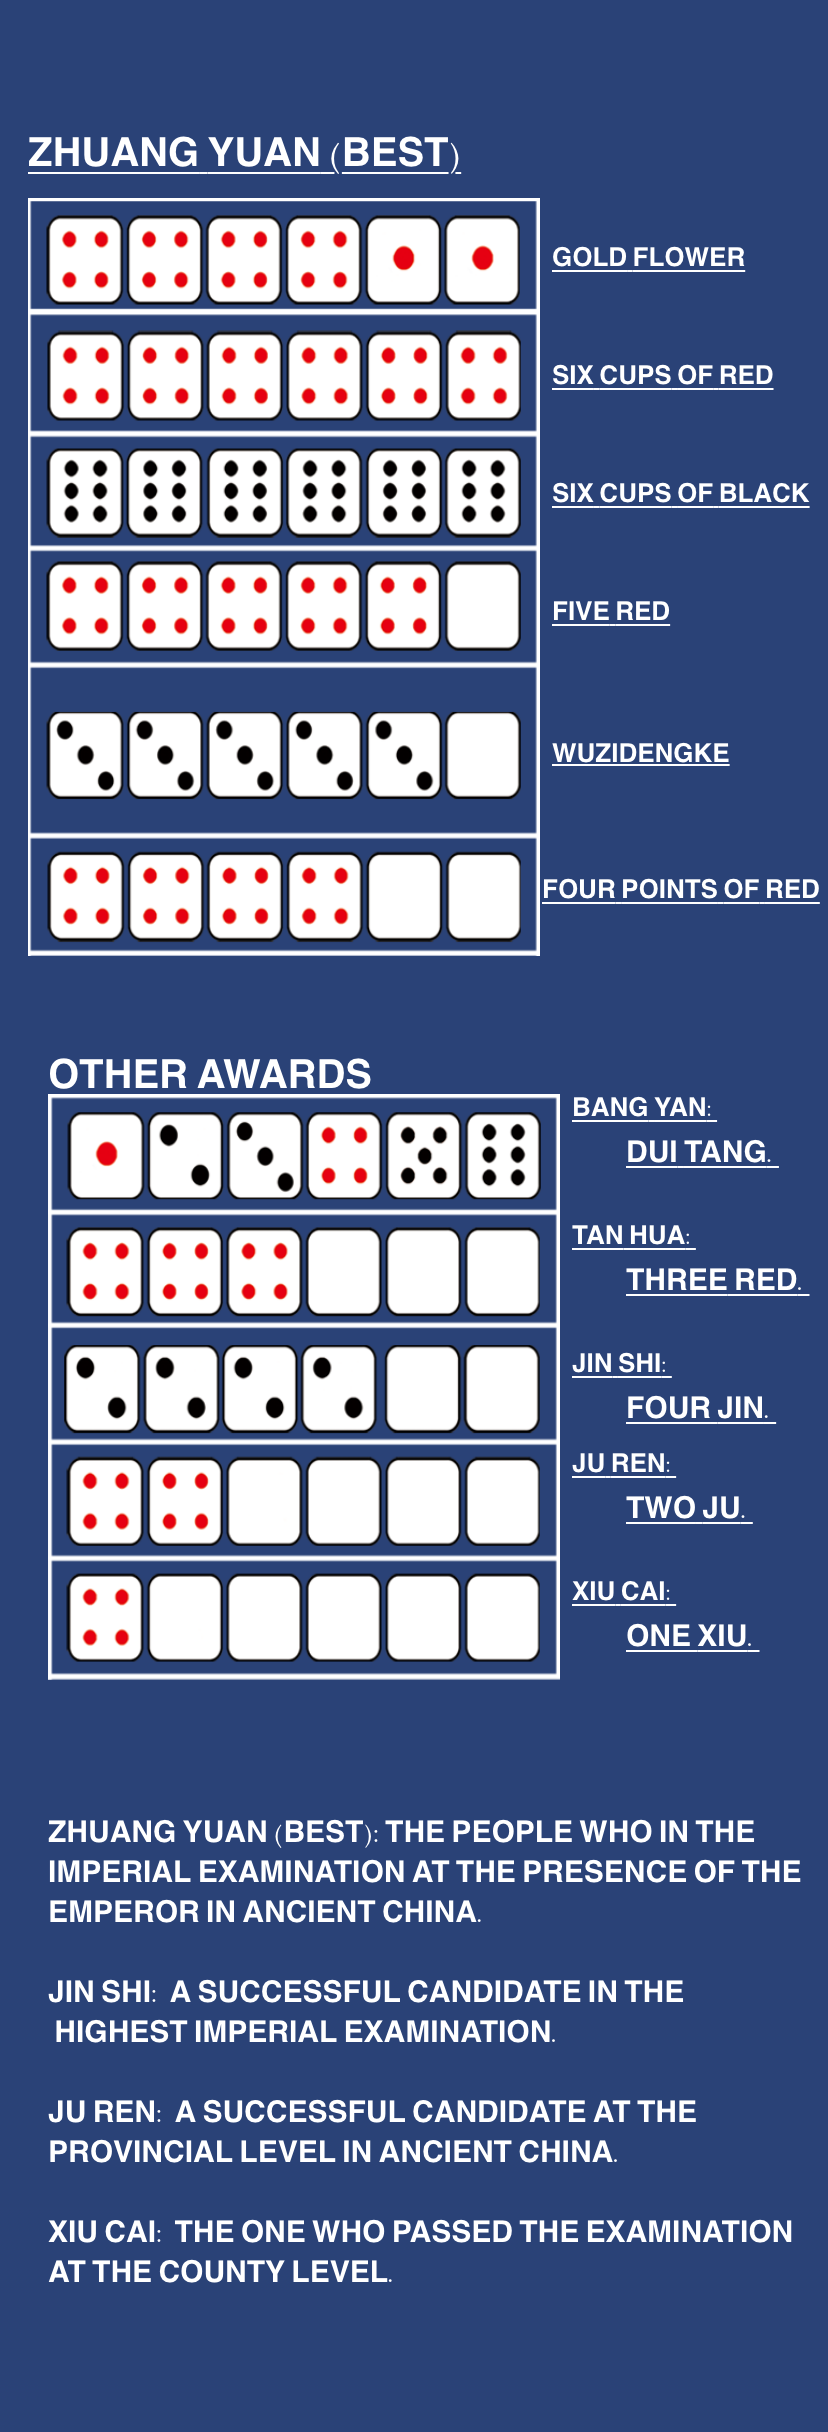 ZHUANG YUAN (BEST)
GOLD FLOWER
SIX CUPS OF RED
SIX CUPS OF BLACK
FIVE RED
WUZIDENGKE
FOUR POINTS OF RED
OTHER AWARDS
BANG YAN:
DUI TANG.
TAN HUA:
THREE RED.
JIN SHI:
FOUR JIN.
JU REN:
TWO JU.
XIU CAI:
ONE XIU.
ZHUANG YUAN (BEST): THE PEOPLE WHO IN THE
IMPERIAL EXAMINATION AT THE PRESENCE OF THE
EMPEROR IN ANCIENT CHINA.
JIN SHI: A SUCCESSFUL CANDIDATE IN THE
HIGHEST IMPERIAL EXAMINATION.
JU REN: A SUCCESSFUL CANDIDATE AT THE
PROVINCIAL LEVEL IN ANCIENT CHINA.
XIU CAI: THE ONE WHO PASSED THE EXAMINATION
AT THE COUNTY LEVEL.